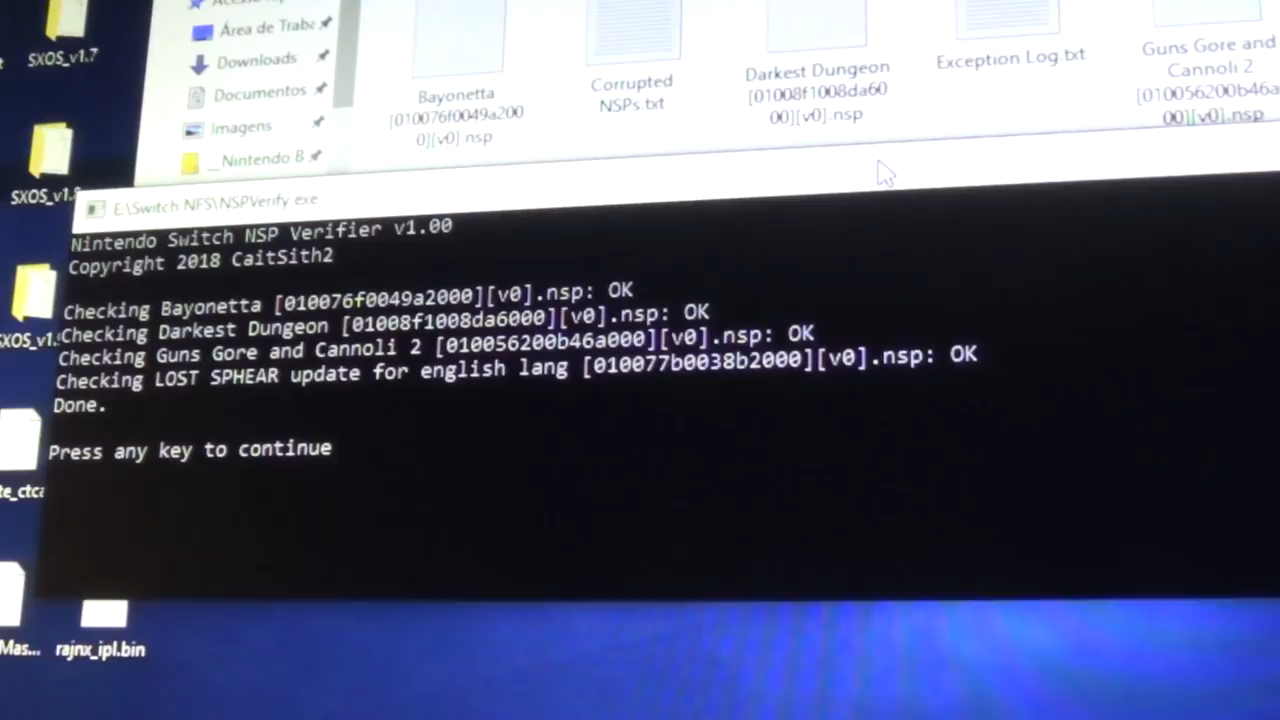 SXOS_v1.7
Área de Traba
Downloads
Documentos
Imagens
__Nintendo B
Bayonetta
[010076f0049a200
0][v0].nsp
Corrupted
NSPs.txt
Darkest Dungeon
[01008f1008da60
00][v0].nsp
Exception Log.txt
Guns Gore and
Cannoli 2
[010056200b46a
00][v0].nsp
SXOS_v1.8
E:\Switch NFS\NSPVerify.exe
Nintendo Switch NSP Verifier v1.00
Copyright 2018 CaitSith2
Checking Bayonetta [010076f0049a2000][v0].nsp: OK
Checking Darkest Dungeon [01008f1008da6000][v0].nsp: OK
Checking Guns Gore and Cannoli 2 [010056200b46a000][v0].nsp: OK
Checking LOST SPHEAR update for english lang [010077b0038b2000][v0].nsp: OK
Done.
Press any key to continue
SXOS_v1.
te_ctca
Mas...
rajnx_ipl.bin